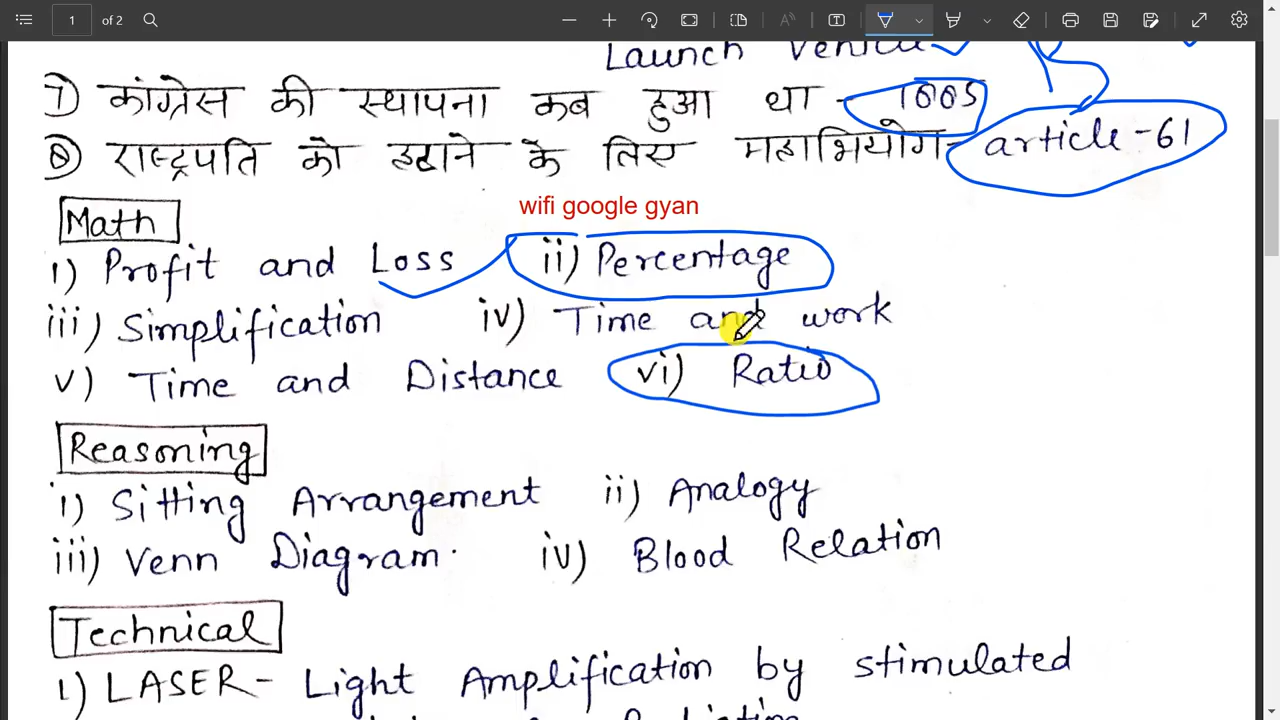 1 of 2
Launch Vehicle
7) कांग्रेस की स्थापना कब हुआ था - 1885
8) राष्ट्रपति को हटाने के लिए महाभियोग- article -61
wifi google gyan
Math
i) Profit and Loss ii) Percentage
iii) Simplification iv) Time and work
v) Time and Distance vi) Ratio
Reasoning
i) Sitting Arrangement ii) Analogy
iii) Venn Diagram. iv) Blood Relation
Technical
i) LASER- Light Amplification by stimulated